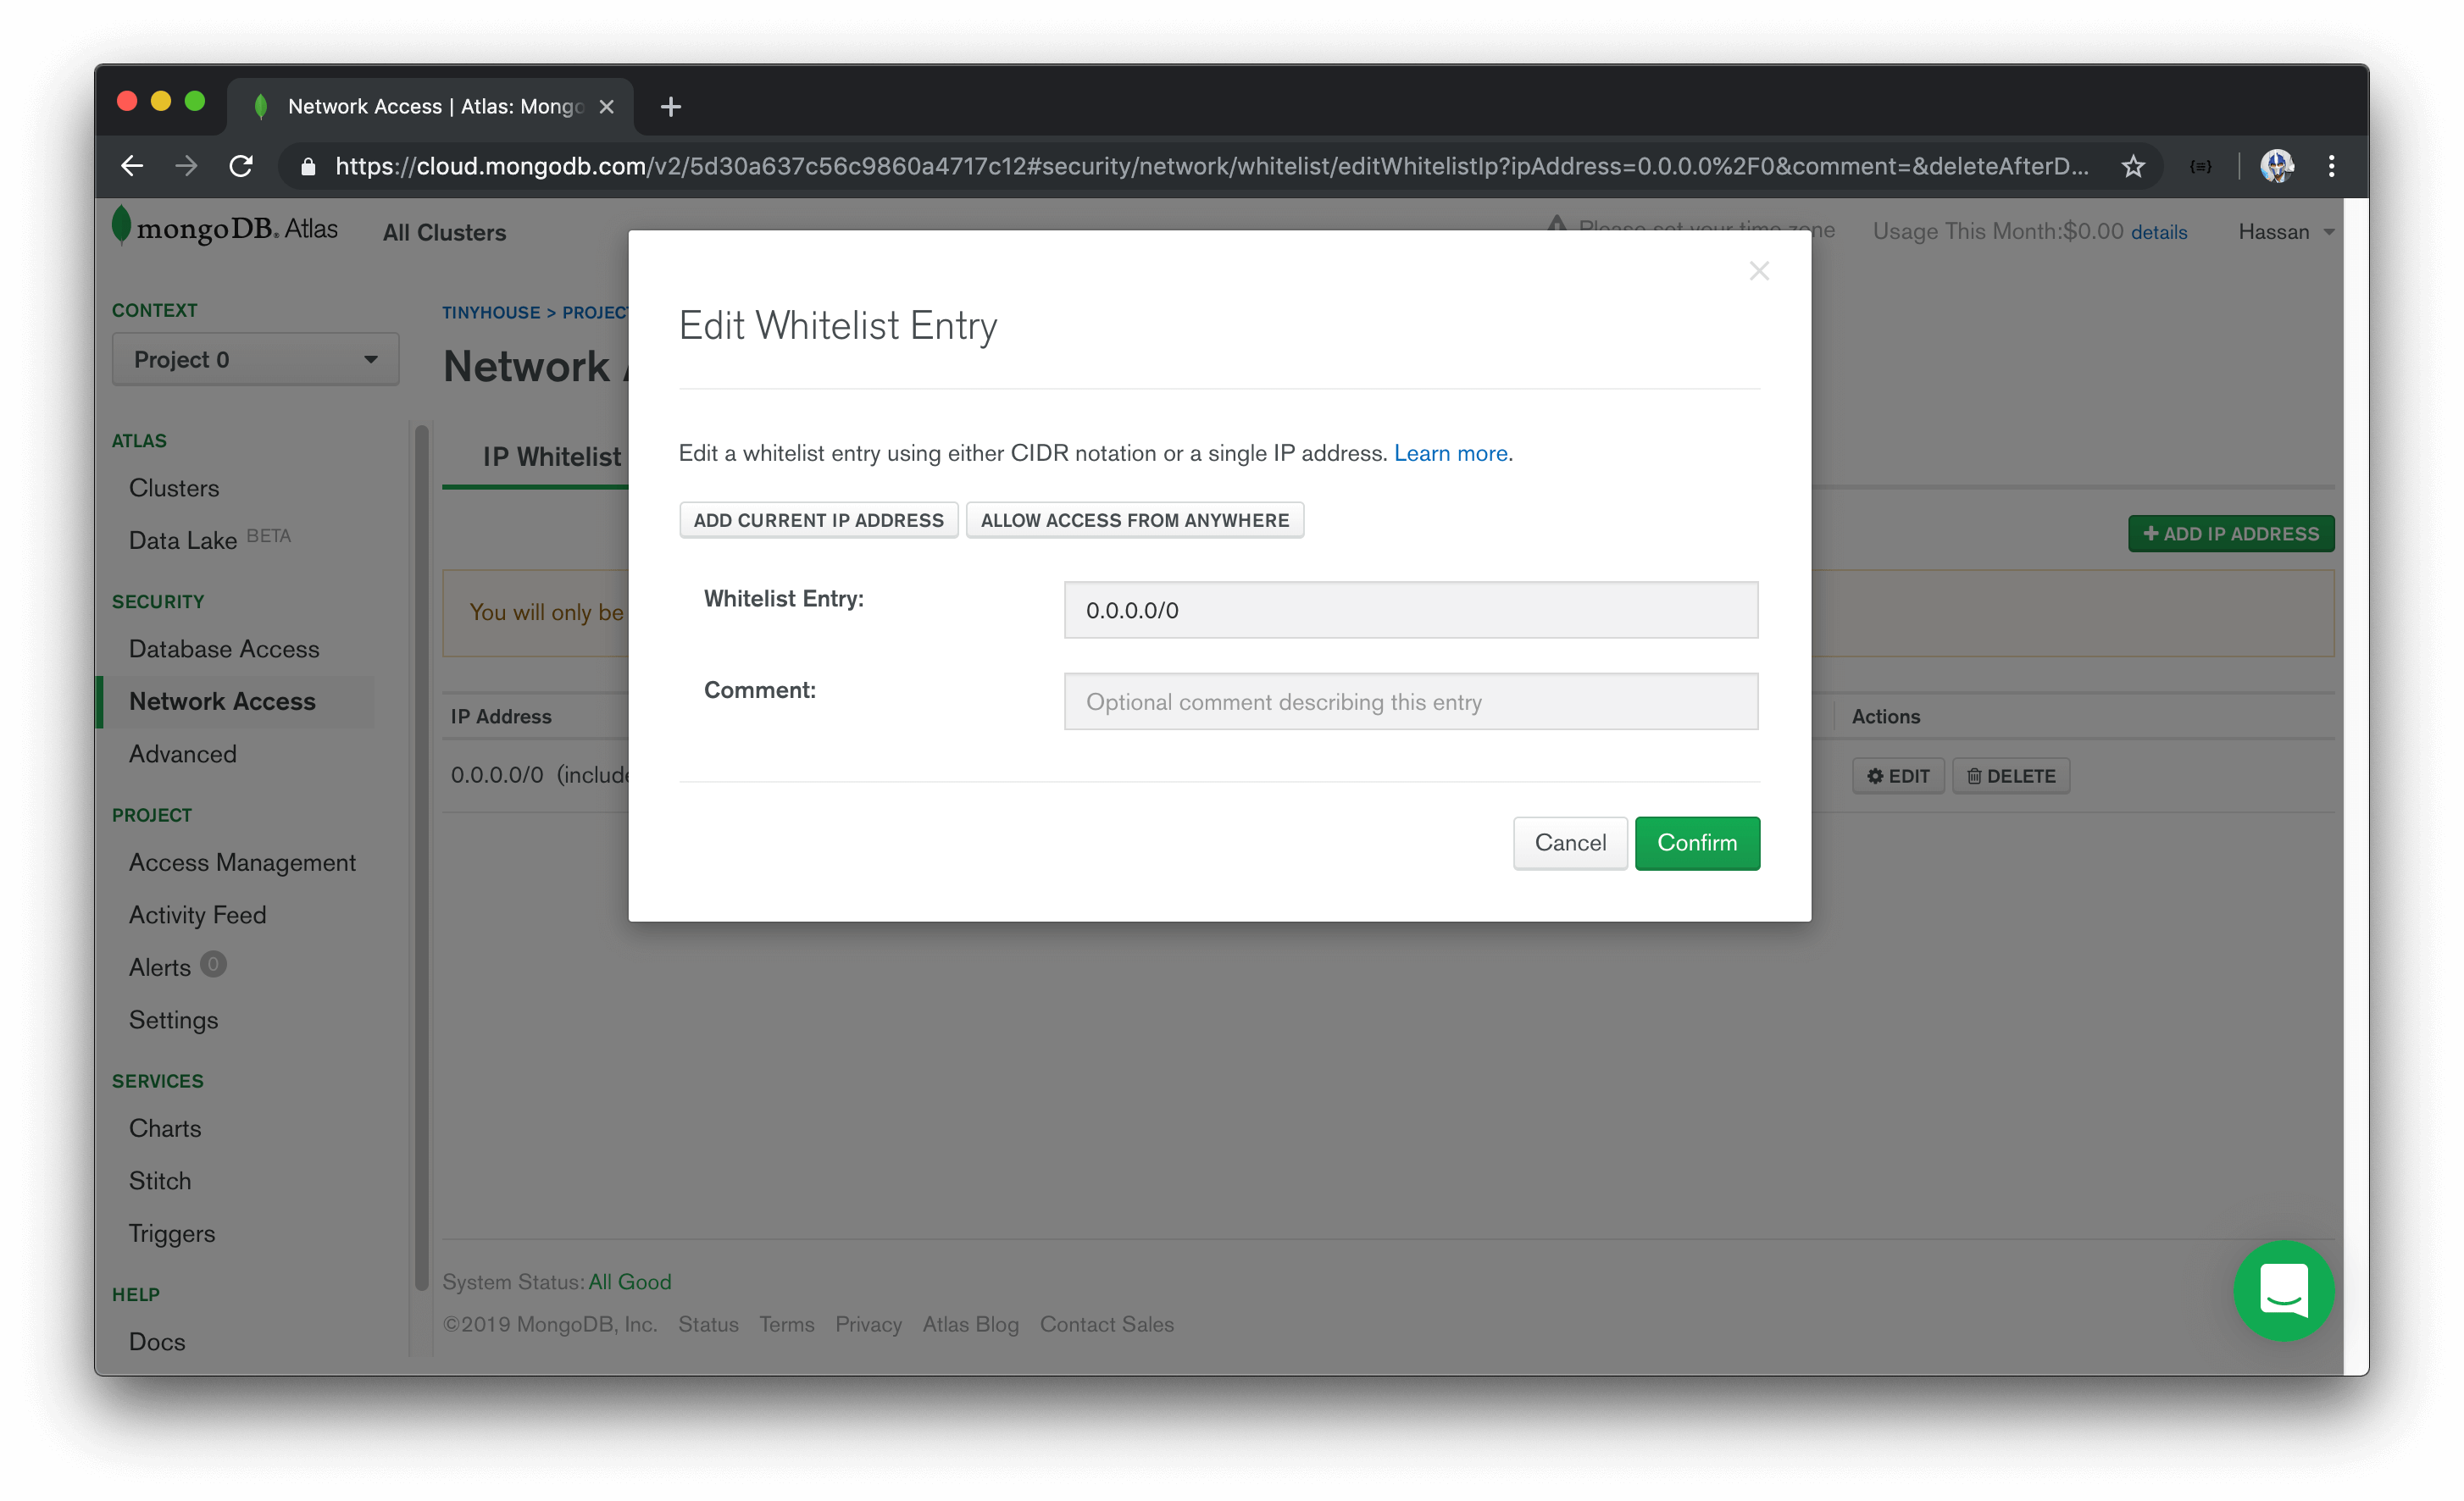 Network Access | Atlas: Mongo
https://cloud.mongodb.com/v2/5d30a637c56c9860a4717c12#security/network/whitelist/editWhitelistIp?ipAddress=0.0.0.0%2F0&comment=&deleteAfterD...
mongoDB. Atlas
All Clusters
Please set your time zone
Usage This Month:$0.00 details
Hassan
CONTEXT
Project 0
ATLAS
Clusters
Data Lake BETA
SECURITY
Database Access
Network Access
Advanced
PROJECT
Access Management
Activity Feed
Alerts 0
Settings
SERVICES
Charts
Stitch
Triggers
HELP
Docs
TINYHOUSE > PROJECT
Network A
IP Whitelist
+ ADD IP ADDRESS
You will only be
IP Address
Actions
0.0.0.0/0 (include
EDIT
DELETE
Edit Whitelist Entry
Edit a whitelist entry using either CIDR notation or a single IP address. Learn more.
ADD CURRENT IP ADDRESS
ALLOW ACCESS FROM ANYWHERE
Whitelist Entry:
0.0.0.0/0
Comment:
Optional comment describing this entry
Cancel
Confirm
System Status: All Good
©2019 MongoDB, Inc. Status Terms Privacy Atlas Blog Contact Sales